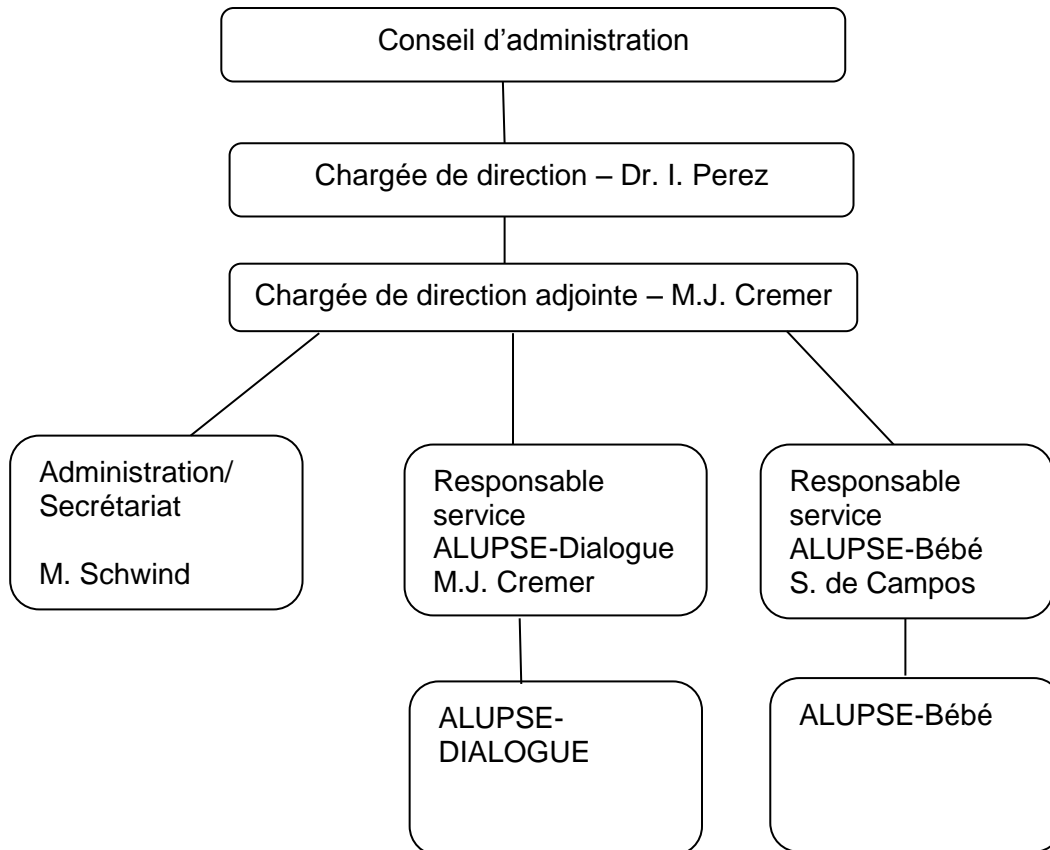 Conseil d’administration
Chargée de direction – Dr. I. Perez
Chargée de direction adjointe – M.J. Cremer
Administration/
Secrétariat
M. Schwind
Responsable
service
ALUPSE-Dialogue
M.J. Cremer
Responsable
service
ALUPSE-Bébé
S. de Campos
ALUPSE-
DIALOGUE
ALUPSE-Bébé